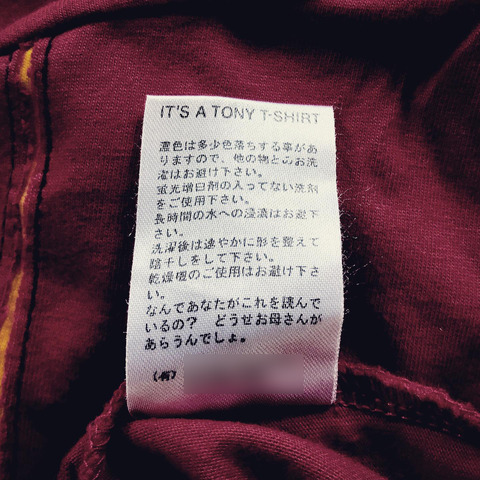 IT'S A TONY T-SHIRT
濃色は多少色落ちする事があ
りますので、他の物とのお洗
濯はお避け下さい。
蛍光増白剤の入ってない洗剤
をご使用下さい。
長時間の水への浸漬はお避下
さい。
洗濯後は速やかに形を整えて
陰干しをして下さい。
乾燥機のご使用はお避け下さ
い。
なんであなたがこれを読んで
いるの? どうせお母さんが
あらうんでしょ。
(有)